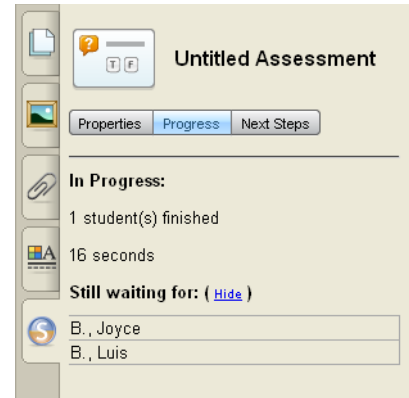 ?
T F
Untitled Assessment
Properties Progress Next Steps
In Progress:
1 student(s) finished
16 seconds
A
Still waiting for: ( Hide )
S
B., Joyce
B., Luis